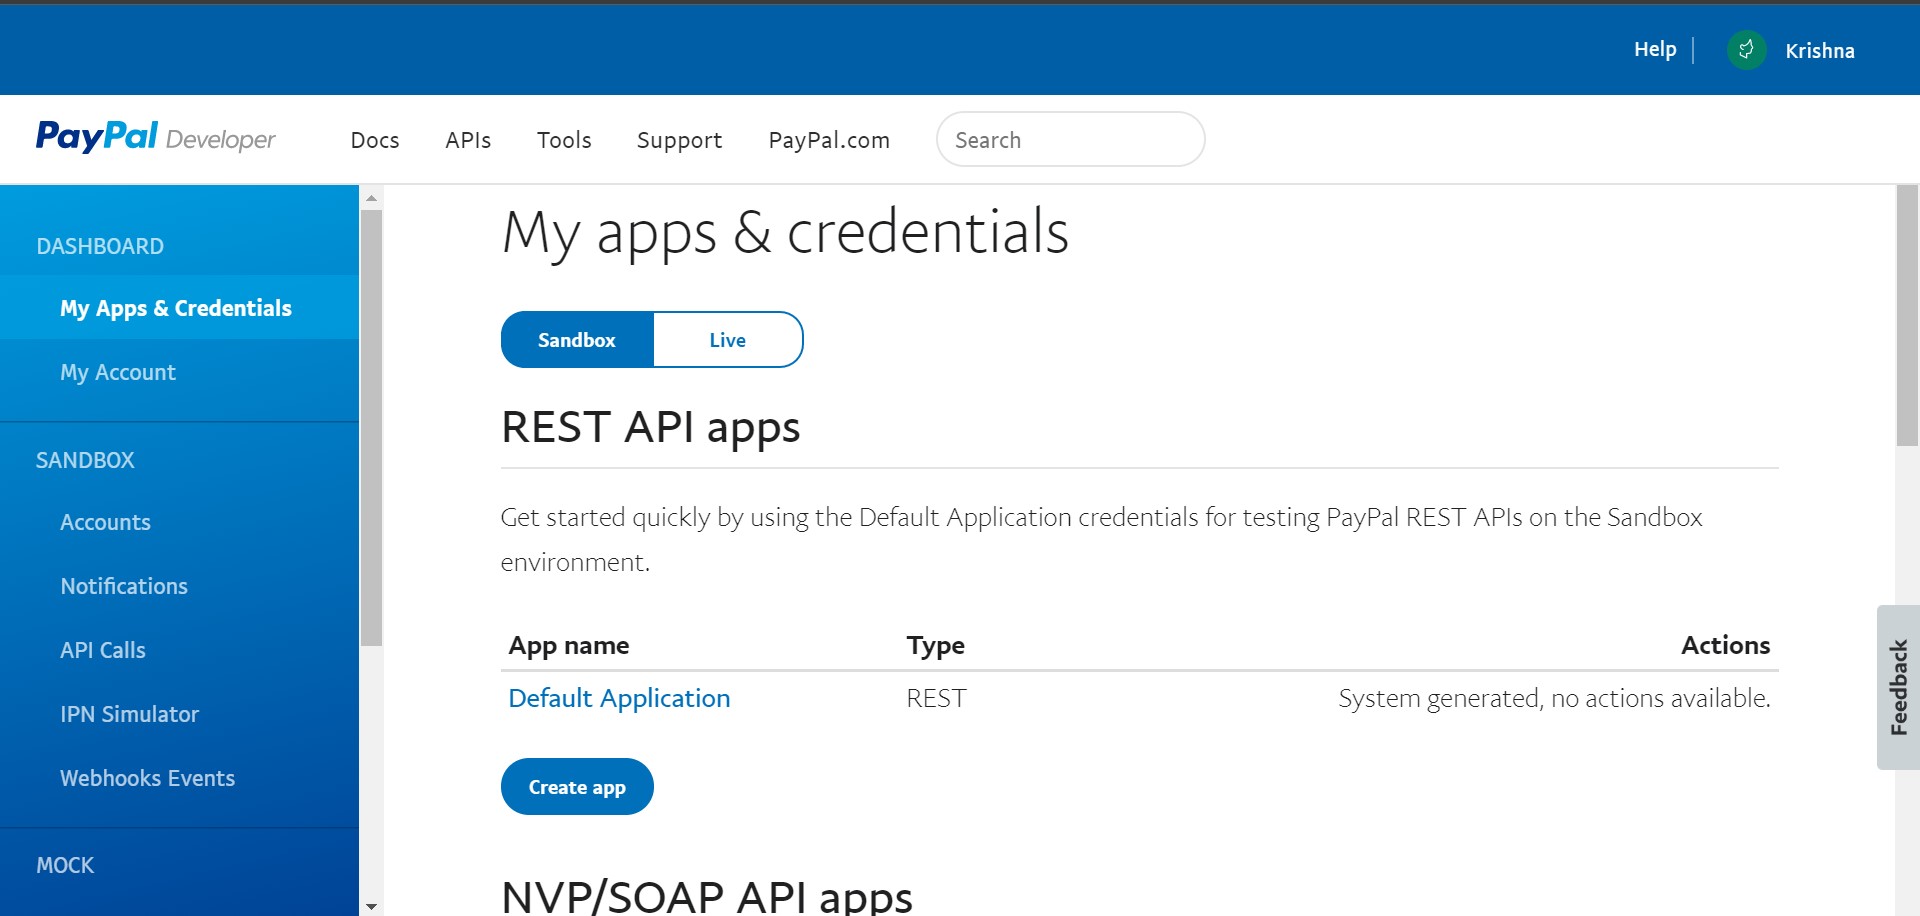 Help
Krishna
PayPal Developer
Docs
APIs
Tools
Support
PayPal.com
Search
DASHBOARD
My Apps & Credentials
My Account
SANDBOX
Accounts
Notifications
API Calls
IPN Simulator
Webhooks Events
MOCK
My apps & credentials
Sandbox
Live
REST API apps
Get started quickly by using the Default Application credentials for testing PayPal REST APIs on the Sandbox
environment.
App name Type Actions
Default Application REST System generated, no actions available.
Create app
NVP/SOAP API apps
Feedback